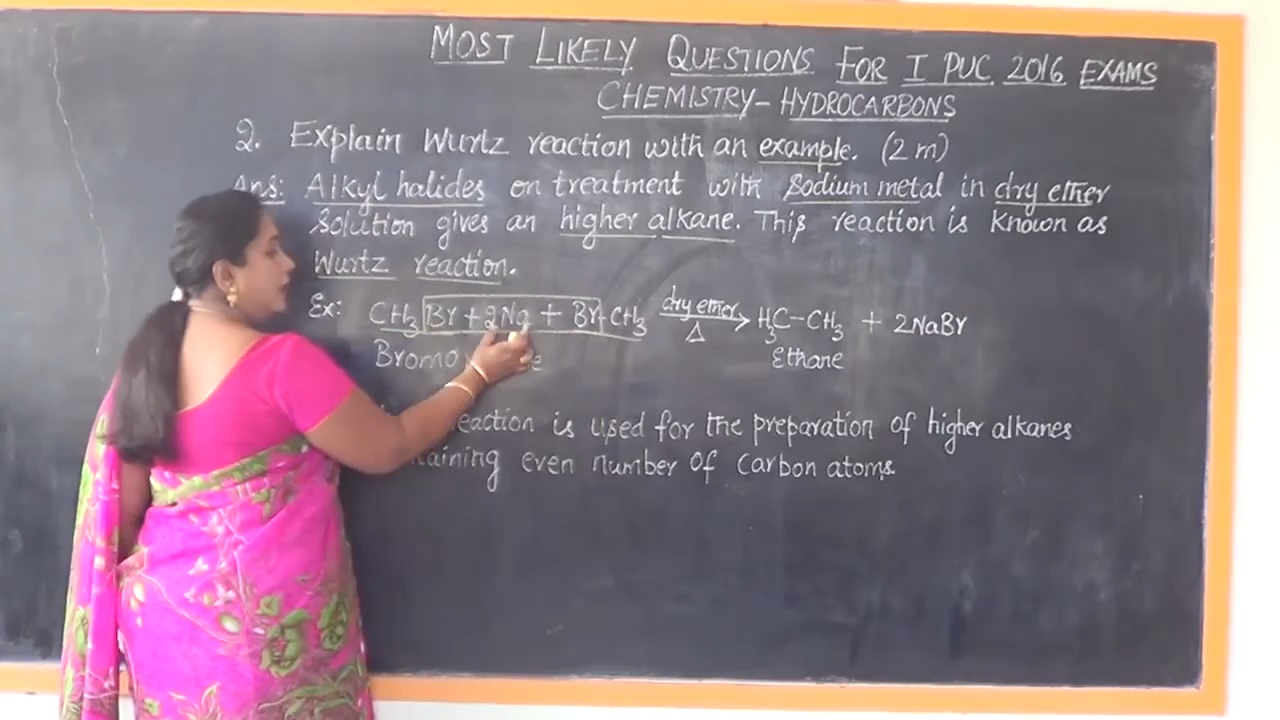 MOST LIKELY QUESTIONS FOR I PUC 2016 EXAMS
CHEMISTRY-HYDROCARBONS
2. Explain Wurtz reaction with an example. (2 m)
Ans: Alkyl halides on treatment with sodium metal in dry ether
solution gives an higher alkane. This reaction is known as
Wurtz reaction.
Ex: CH3 Br + 2Na + Br-CH3 dry ether Δ → H3C-CH3 + 2NaBr
Ethane
reaction is used for the preparation of higher alkanes
even number of carbon atoms.